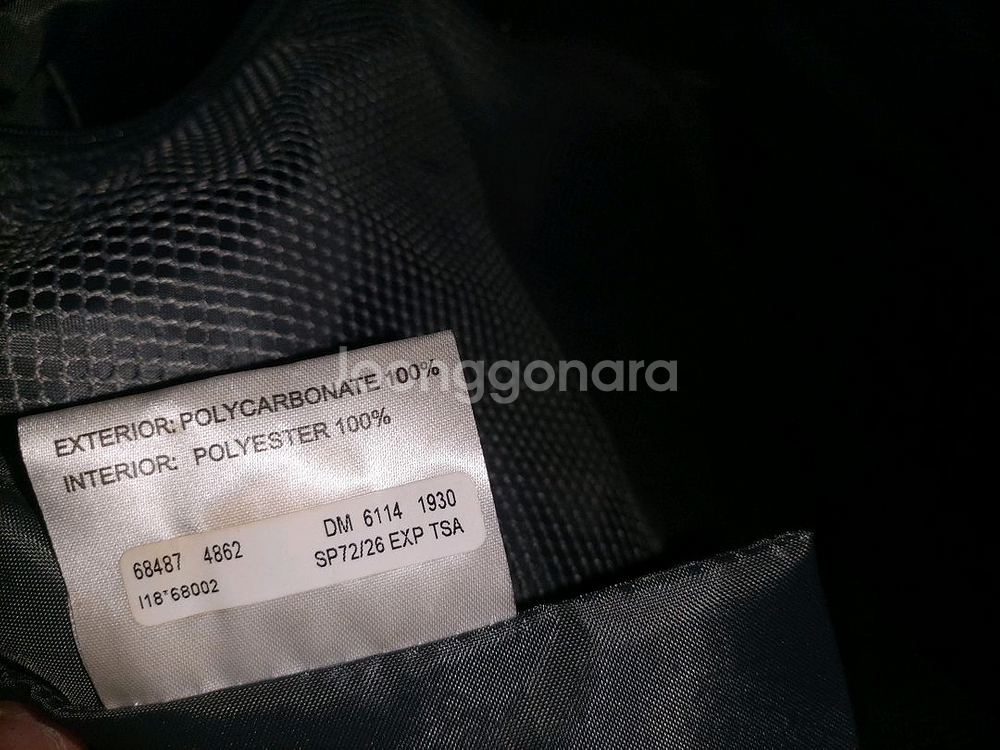 EXTERIOR: POLYCARBONATE 100%
INTERIOR: POLYESTER 100%
68487 4862 DM 6114 1930
I18*68002 SP72/26 EXP TSA
Joonggonara